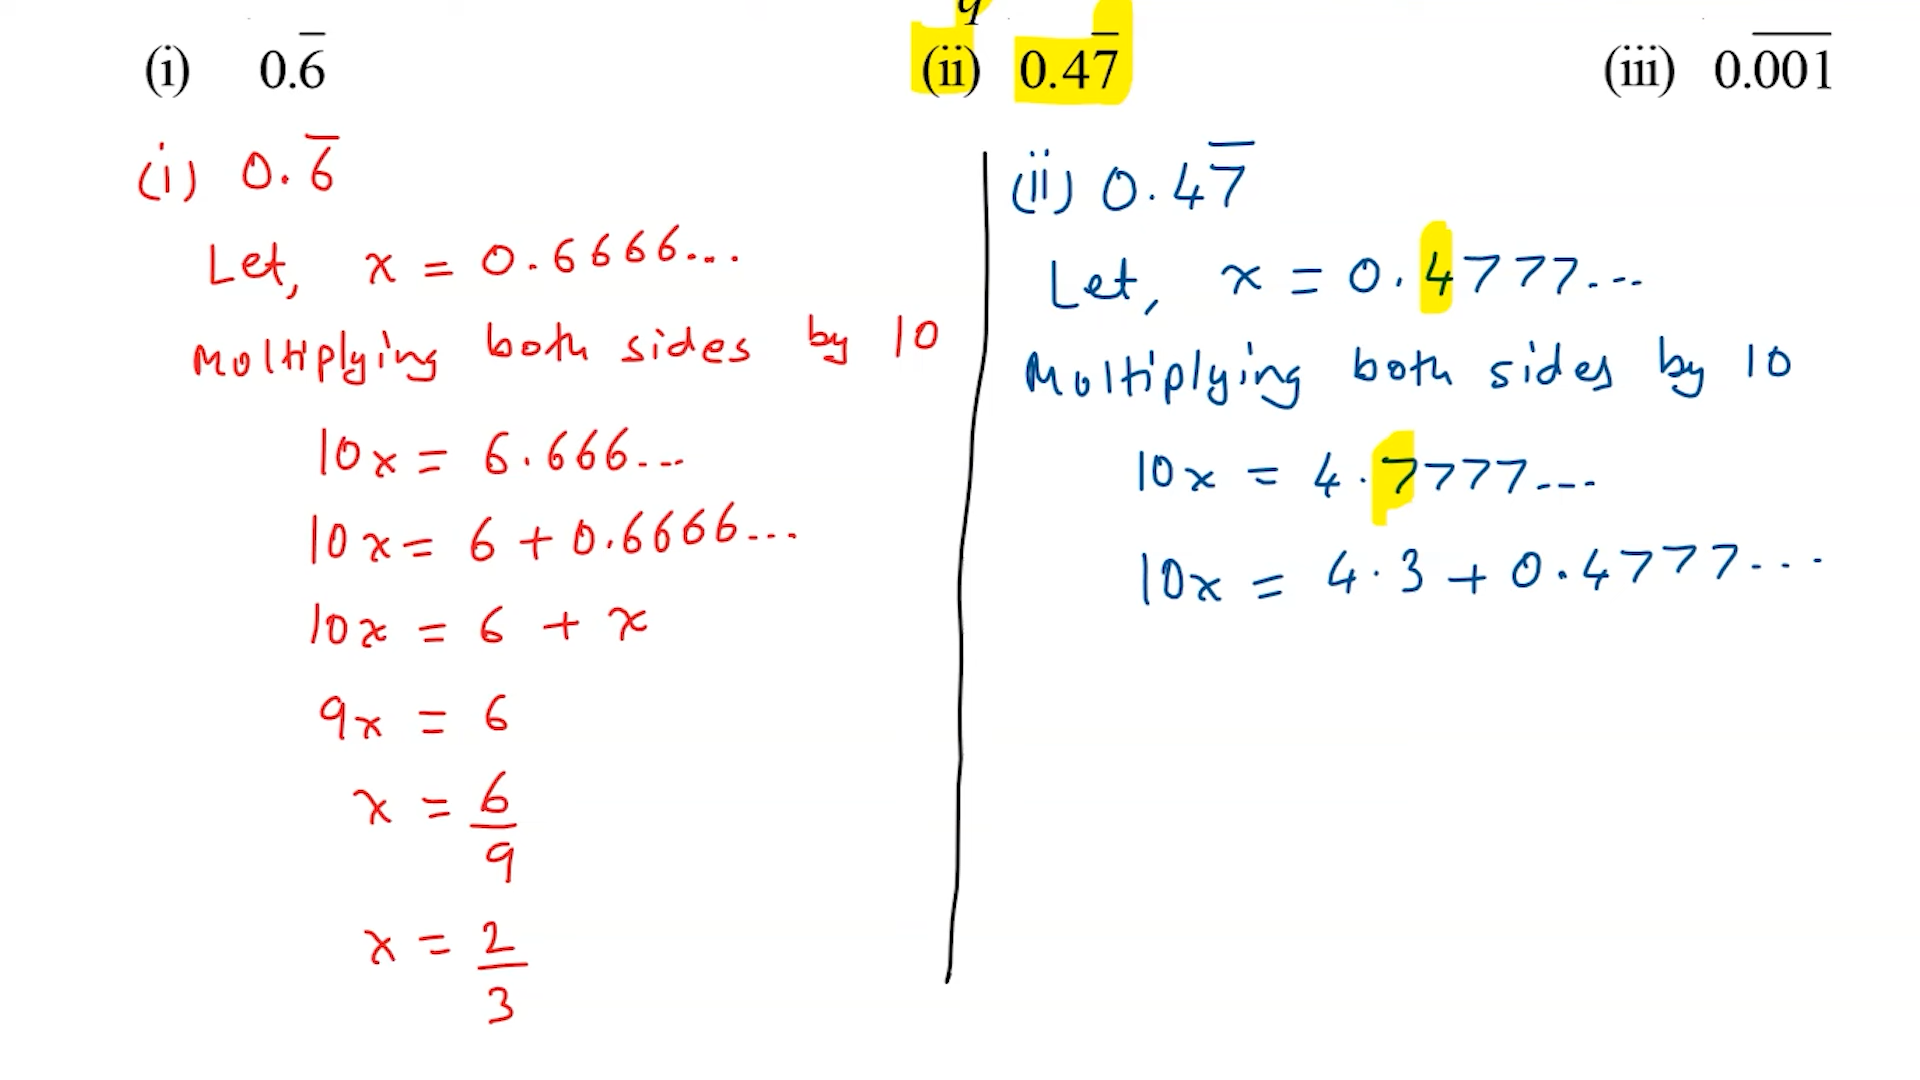 q
(i) 0.6̅ (ii) 0.47̅ (iii) 0.0̅0̅1̅
(i) 0.6̅
Let, x = 0.6666...
Multiplying both sides by 10
10x = 6.666...
10x = 6 + 0.6666...
10x = 6 + x
9x = 6
x = 6/9
x = 2/3
(ii) 0.47̅
Let, x = 0.4777...
Multiplying both sides by 10
10x = 4.7777...
10x = 4.3 + 0.4777...